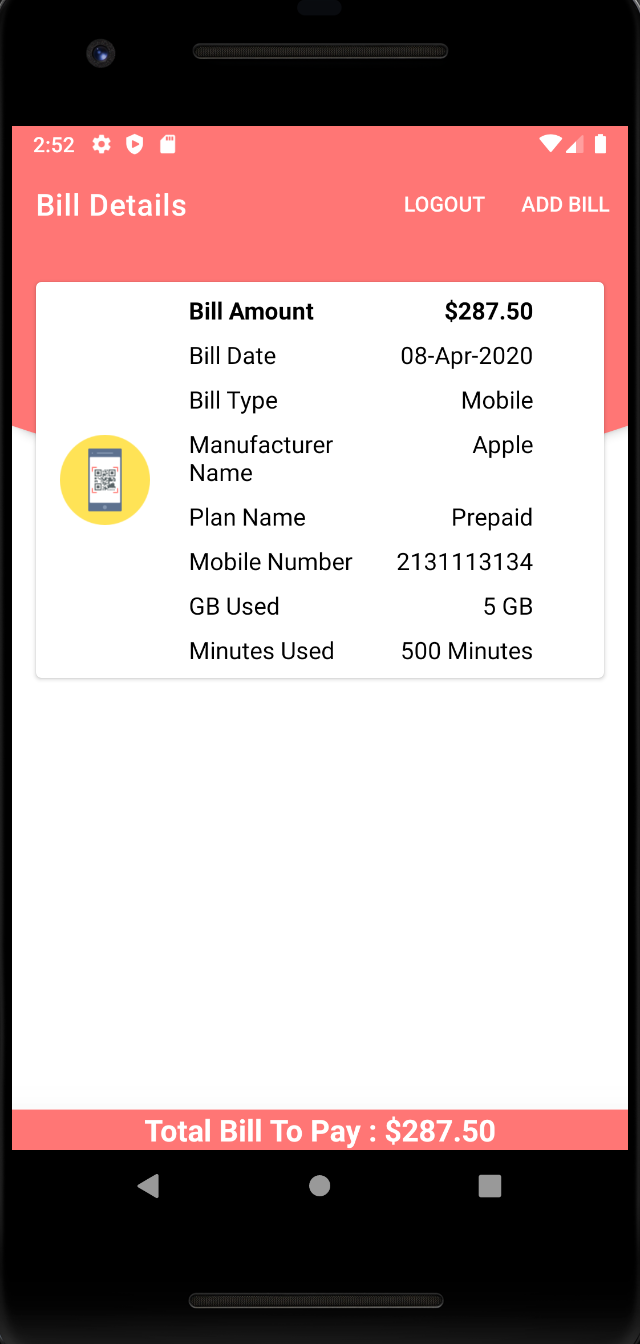 2:52
Bill Details LOGOUT ADD BILL
Bill Amount $287.50
Bill Date 08-Apr-2020
Bill Type Mobile
Manufacturer Apple
Name
Plan Name Prepaid
Mobile Number 2131113134
GB Used 5 GB
Minutes Used 500 Minutes
Total Bill To Pay : $287.50